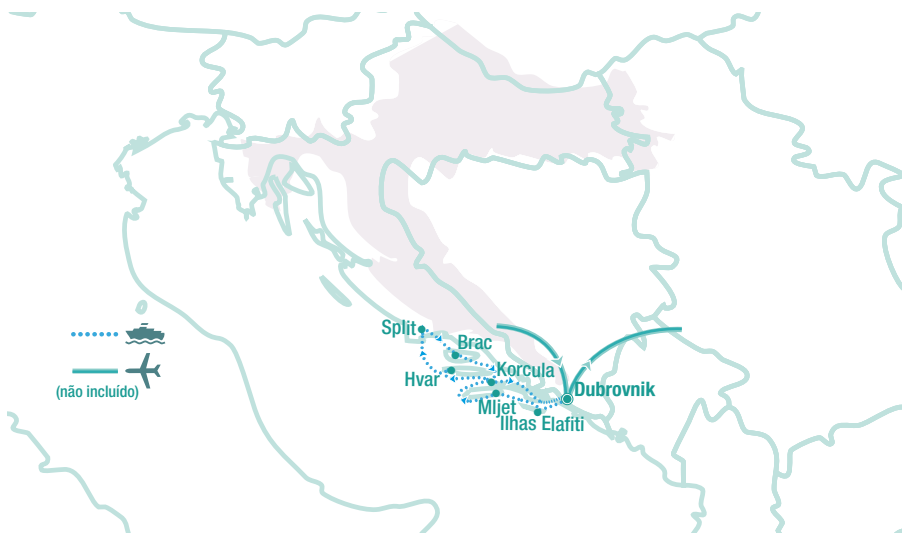 Split
Brac
Hvar
Korcula
(não incluído)
Mljet
Dubrovnik
Ilhas Elafiti